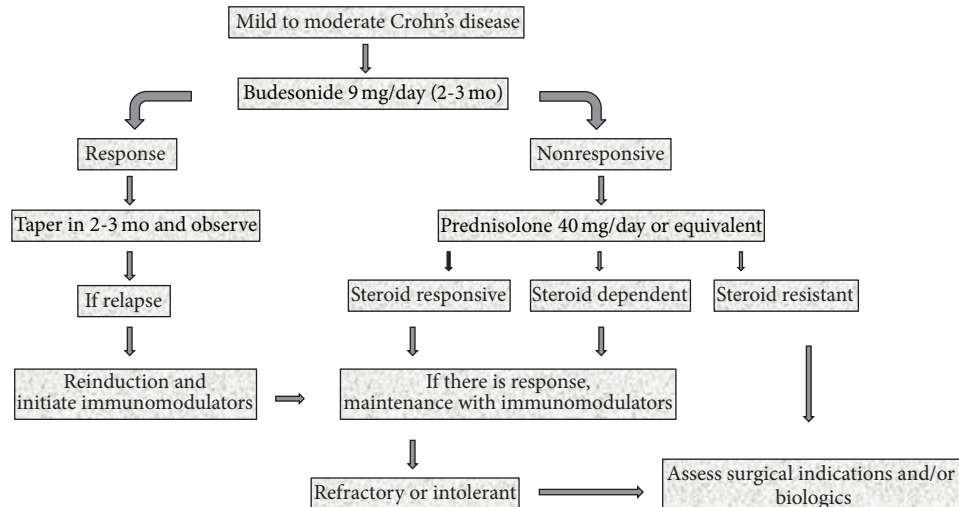 Mild to moderate Crohn's disease
Budesonide 9 mg/day (2-3 mo)
Response
Nonresponsive
Taper in 2-3 mo and observe
Prednisolone 40 mg/day or equivalent
If relapse
Steroid responsive
Steroid dependent
Steroid resistant
Reinduction and
initiate immunomodulators
If there is response,
maintenance with immunomodulators
Refractory or intolerant
Assess surgical indications and/or
biologics